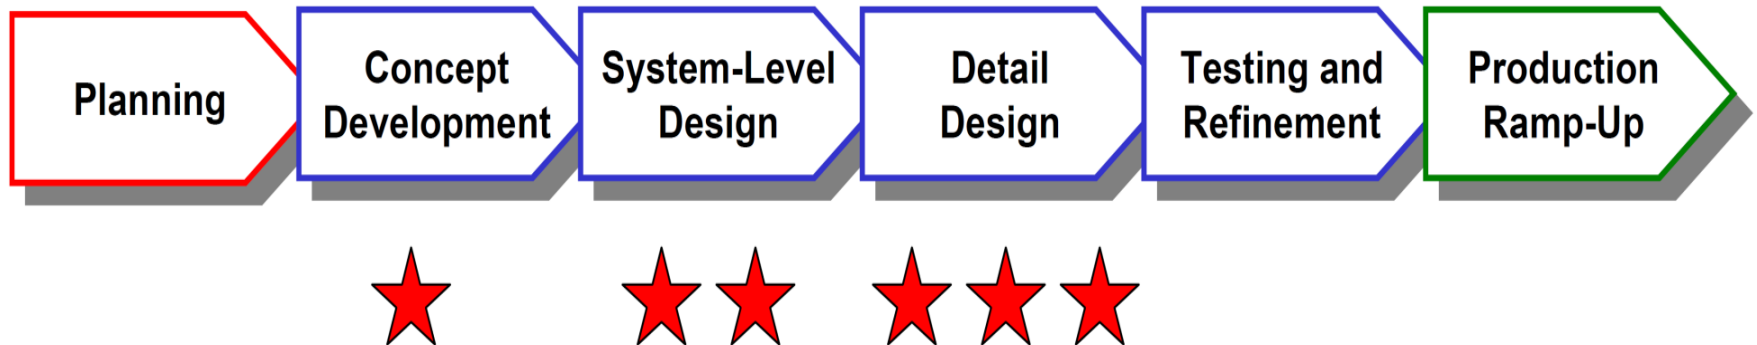 Planning
Concept
Development
System-Level
Design
Detail
Design
Testing and
Refinement
Production
Ramp-Up